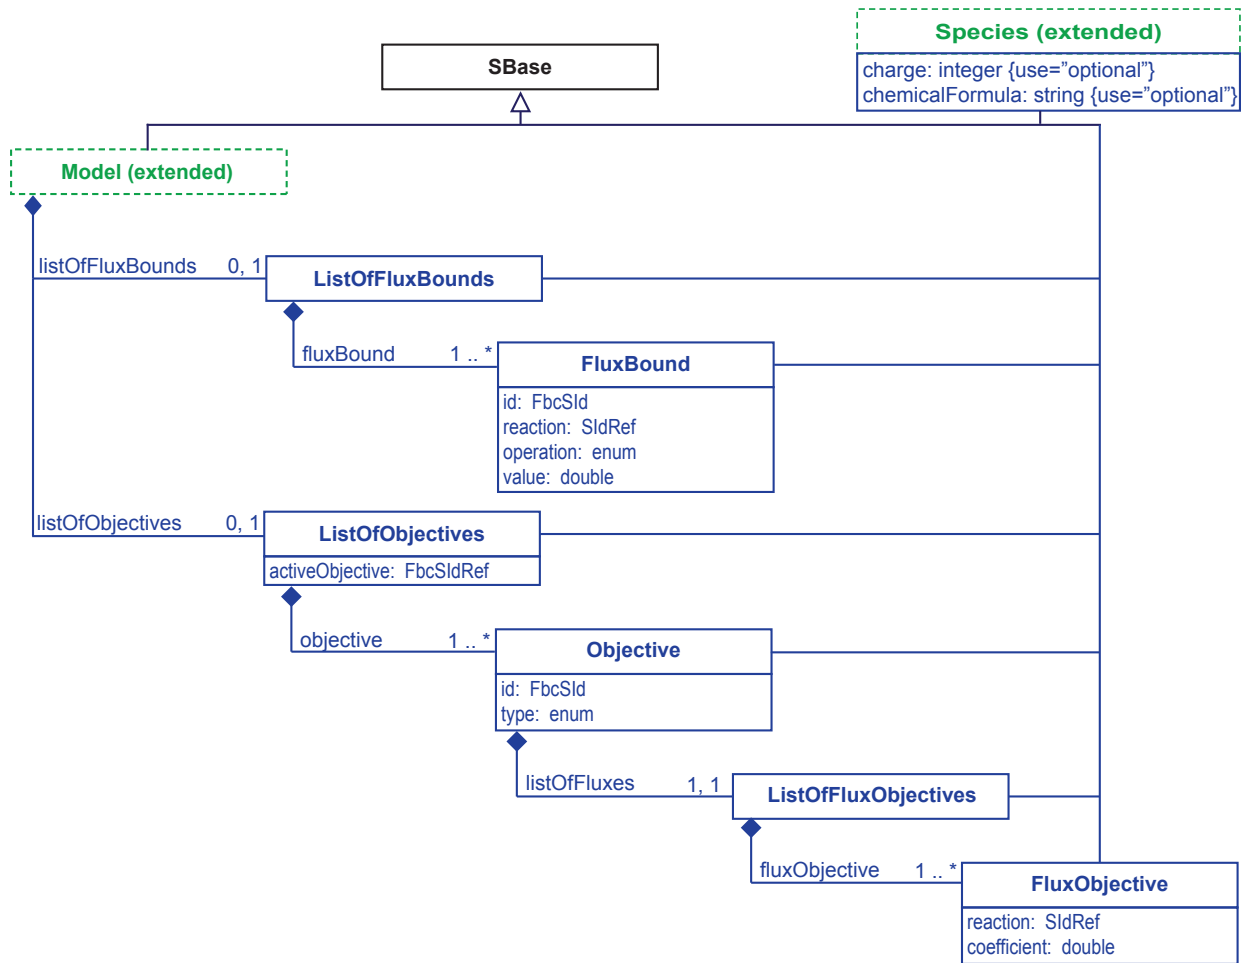 Species (extended)
charge: integer {use=”optional”}
chemicalFormula: string {use=”optional”}
SBase
Model (extended)
listOfFluxBounds 0, 1
ListOfFluxBounds
fluxBound 1 .. *
FluxBound
id: FbcSId
reaction: SIdRef
operation: enum
value: double
listOfObjectives 0, 1
ListOfObjectives
activeObjective: FbcSIdRef
objective 1 .. *
Objective
id: FbcSId
type: enum
listOfFluxes 1, 1
ListOfFluxObjectives
fluxObjective 1 .. *
FluxObjective
reaction: SIdRef
coefficient: double